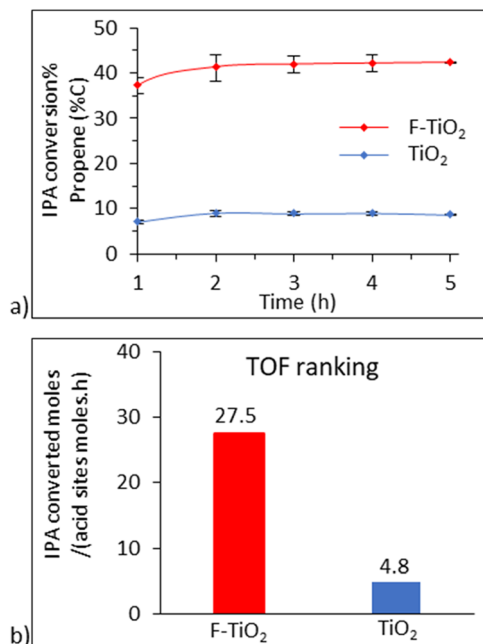 a)
IPA conversion%
Propene (%C)
50
40
30
20
10
0
F-TiO₂
TiO₂
1 2 3 4 5
Time (h)
b)
TOF ranking
IPA converted moles
/(acid sites moles.h)
40
30
20
10
0
27.5
4.8
F-TiO₂ TiO₂